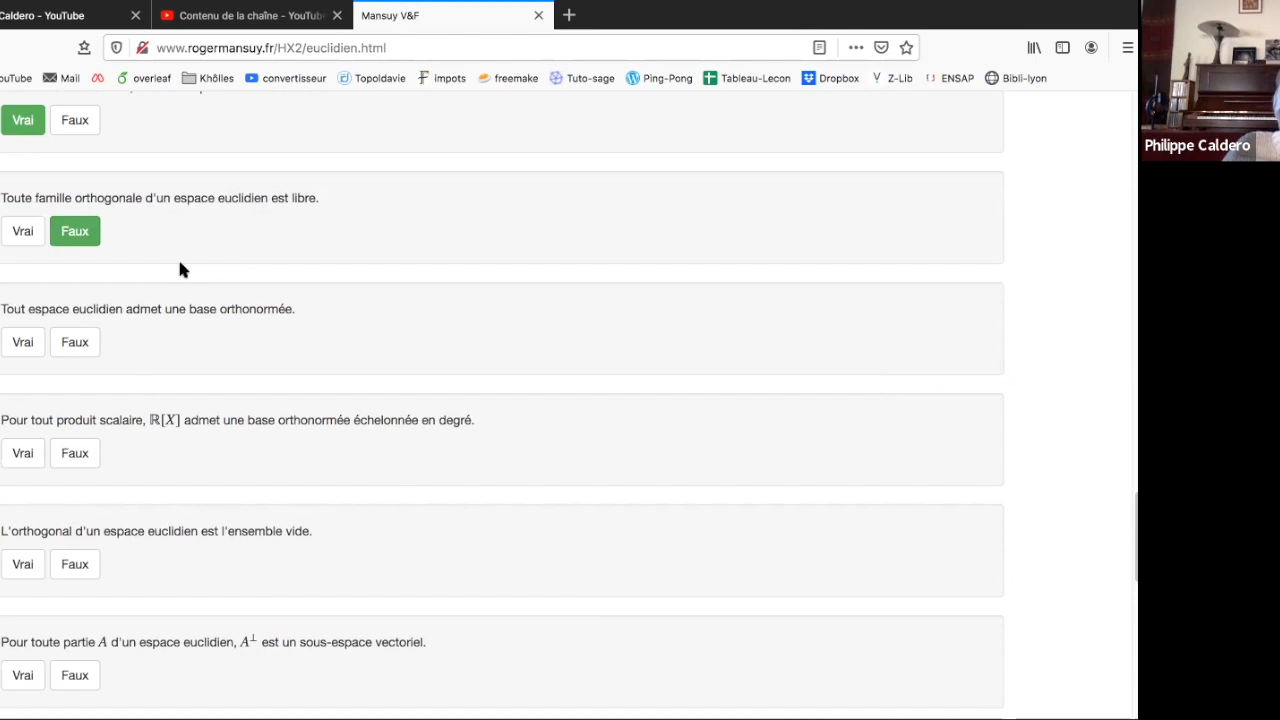 Caldero - YouTube
Contenu de la chaîne - YouTube
Mansuy V&F
www.rogermansuy.fr/HX2/euclidien.html
ouTube Mail overleaf Khôlles convertisseur Topoldavie impots freemake Tuto-sage Ping-Pong Tableau-Lecon Dropbox Z-Lib ENSAP Bibli-lyon
Philippe Caldero
Vrai Faux
Toute famille orthogonale d'un espace euclidien est libre.
Vrai Faux
Tout espace euclidien admet une base orthonormée.
Vrai Faux
Pour tout produit scalaire, ℝ[X] admet une base orthonormée échelonnée en degré.
Vrai Faux
L'orthogonal d'un espace euclidien est l'ensemble vide.
Vrai Faux
Pour toute partie A d'un espace euclidien, A⊥ est un sous-espace vectoriel.
Vrai Faux